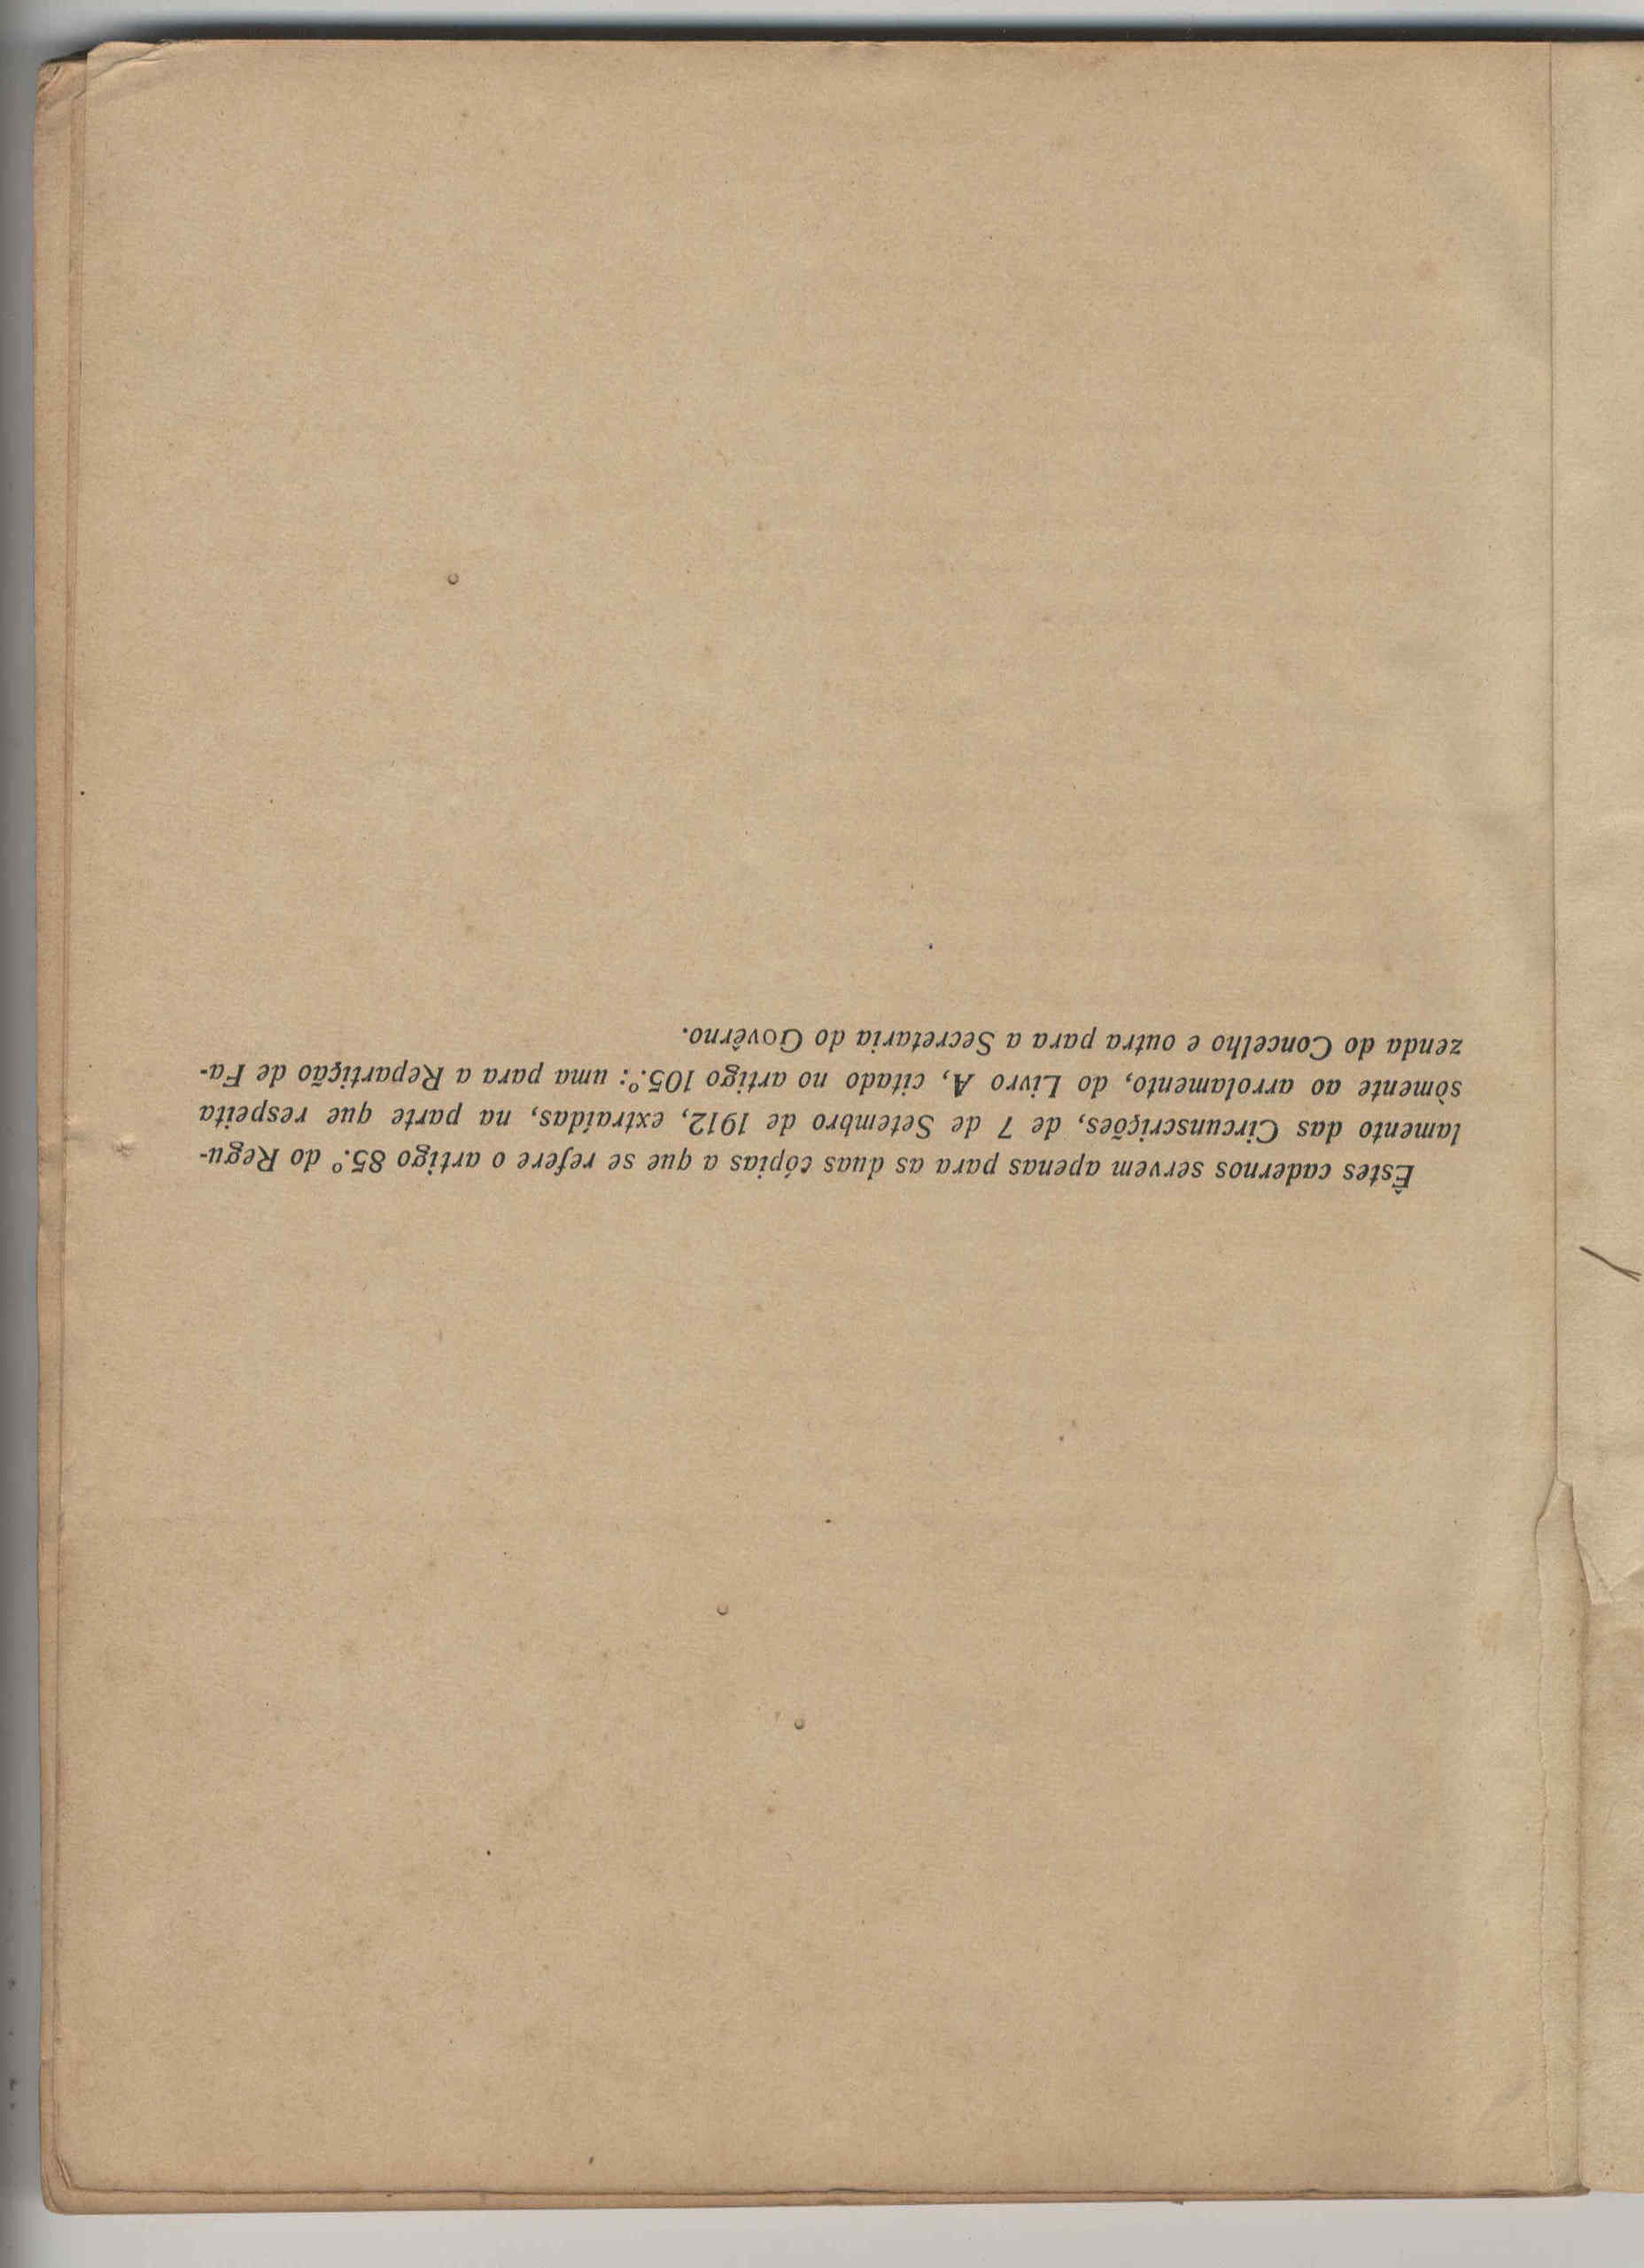 Êstes cadernos servem apenas para as duas cópias a que se refere o artigo 85.º do Regu-
lamento das Circunscrições, de 7 de Setembro de 1912, extraídas, na parte que respeita
sòmente ao arrolamento, do Livro A, citado no artigo 105.º: uma para a Repartição de Fa-
zenda do Concelho e outra para a Secretaria do Govêrno.